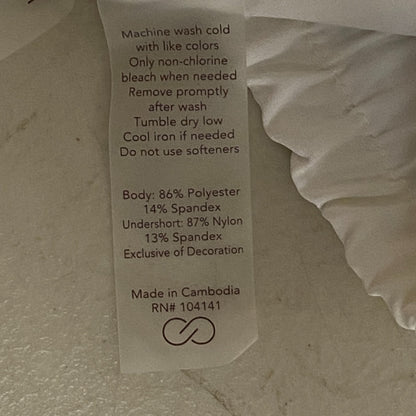 Machine wash cold
with like colors
Only non-chlorine
bleach when needed
Remove promptly
after wash
Tumble dry low
Cool iron if needed
Do not use softeners
Body: 86% Polyester
14% Spandex
Undershort: 87% Nylon
13% Spandex
Exclusive of Decoration
Made in Cambodia
RN# 104141